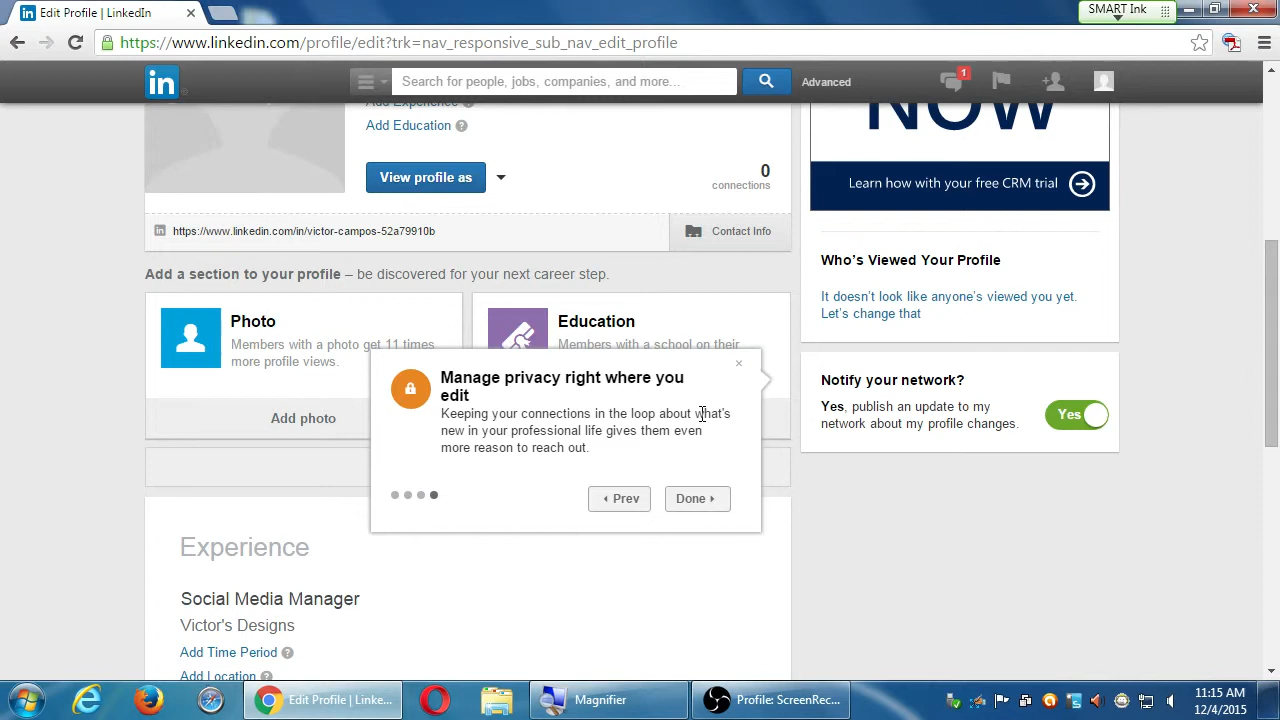 Edit Profile | LinkedIn
SMART Ink
https://www.linkedin.com/profile/edit?trk=nav_responsive_sub_nav_edit_profile
in
Search for people, jobs, companies, and more...
Advanced
1
Add Experience
Add Education
View profile as
0
connections
https://www.linkedin.com/in/victor-campos-52a79910b
Contact Info
Add a section to your profile – be discovered for your next career step.
Photo
Members with a photo get 11 times
more profile views.
Add photo
Education
Members with a school on their
Manage privacy right where you
edit
Keeping your connections in the loop about what's
new in your professional life gives them even
more reason to reach out.
Prev
Done
Experience
Social Media Manager
Victor's Designs
Add Time Period
Add Location
NOW
Learn how with your free CRM trial
Who's Viewed Your Profile
It doesn't look like anyone's viewed you yet.
Let's change that
Notify your network?
Yes, publish an update to my
network about my profile changes.
Yes
Edit Profile | Linke...
Magnifier
Profile: ScreenRec...
11:15 AM
12/4/2015